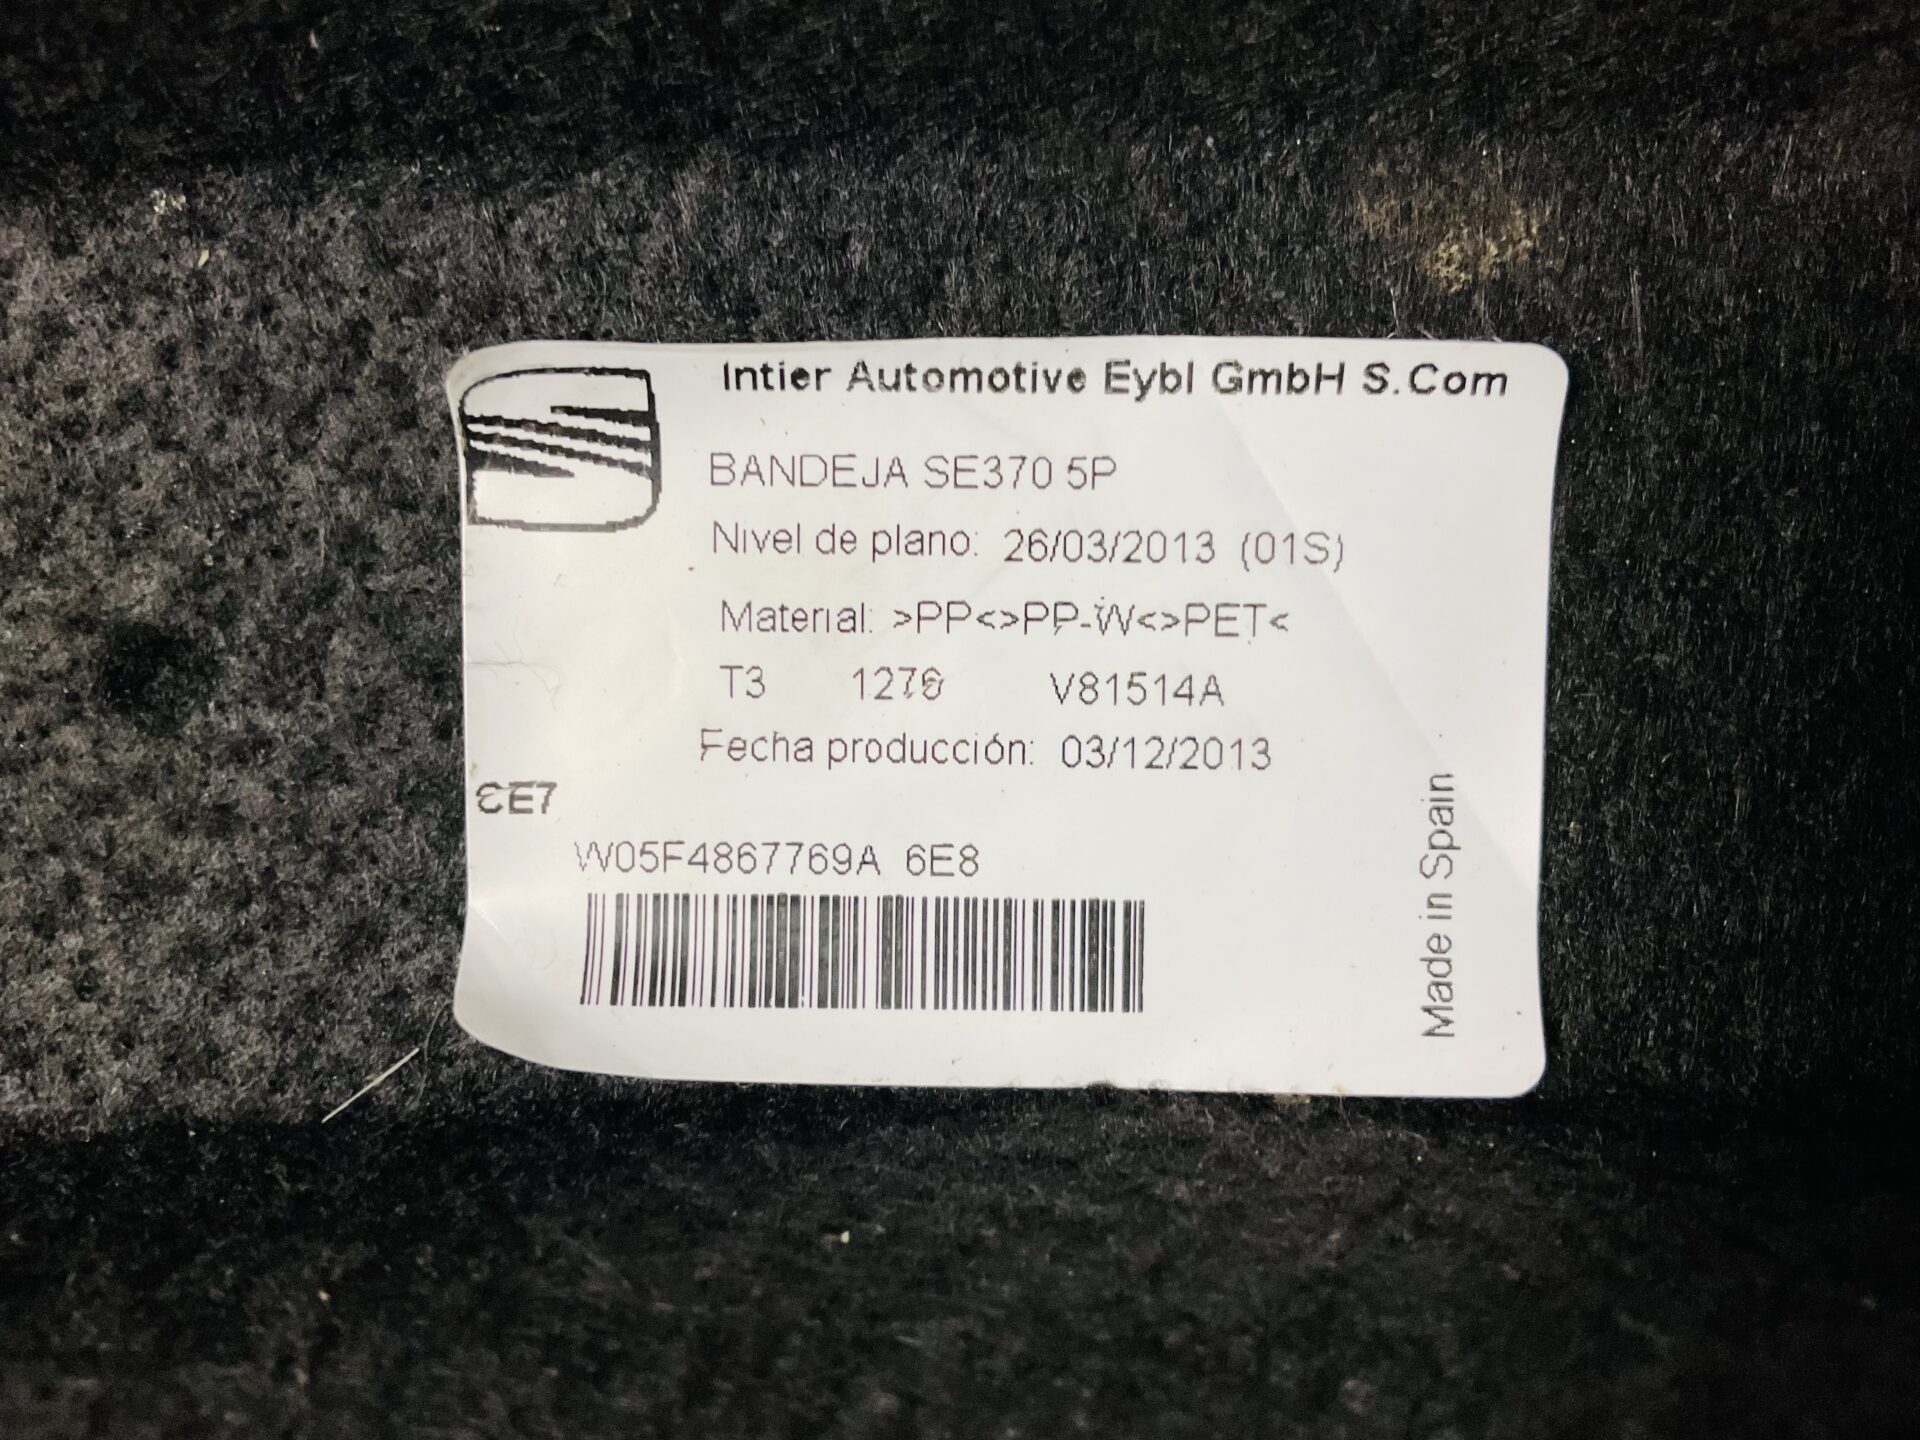 Intier Automotive Eybl GmbH S.Com
BANDEJA SE370 5P
Nivel de plano: 26/03/2013 (01S)
Material: >PP<>PP-W<>PET<
T3 V81514A
Fecha producción: 03/12/2013
W05F4867769A 6E8
Made in Spain